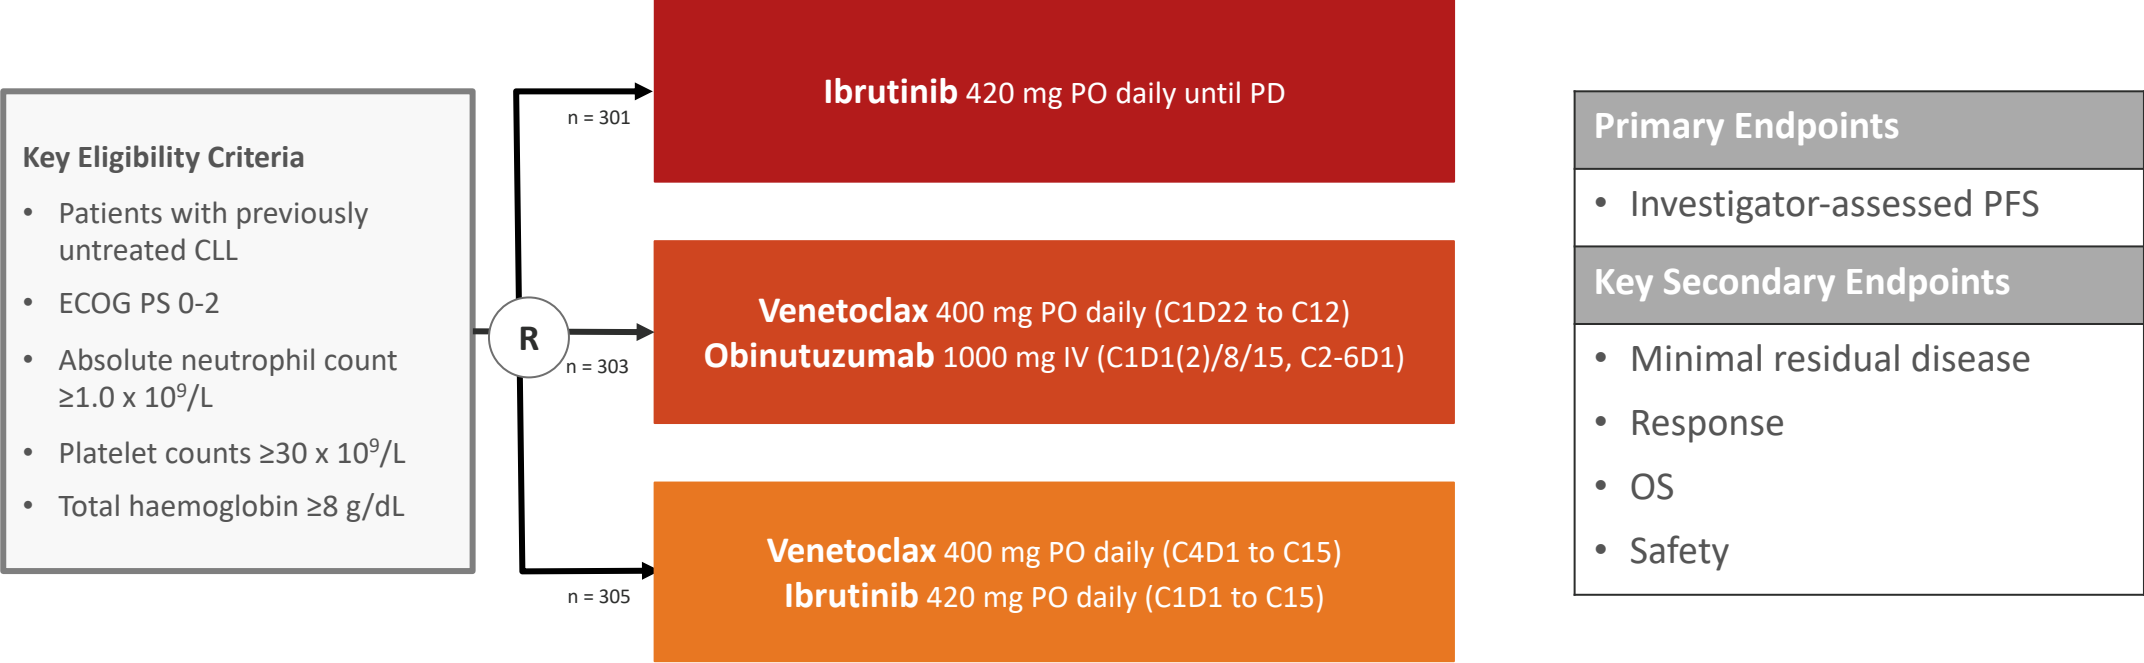 Key Eligibility Criteria
• Patients with previously
untreated CLL
• ECOG PS 0-2
• Absolute neutrophil count
≥1.0 x 10⁹/L
• Platelet counts ≥30 x 10⁹/L
• Total haemoglobin ≥8 g/dL
R
n = 301
n = 303
n = 305
Ibrutinib 420 mg PO daily until PD
Venetoclax 400 mg PO daily (C1D22 to C12)
Obinutuzumab 1000 mg IV (C1D1(2)/8/15, C2-6D1)
Venetoclax 400 mg PO daily (C4D1 to C15)
Ibrutinib 420 mg PO daily (C1D1 to C15)
Primary Endpoints
• Investigator-assessed PFS
Key Secondary Endpoints
• Minimal residual disease
• Response
• OS
• Safety